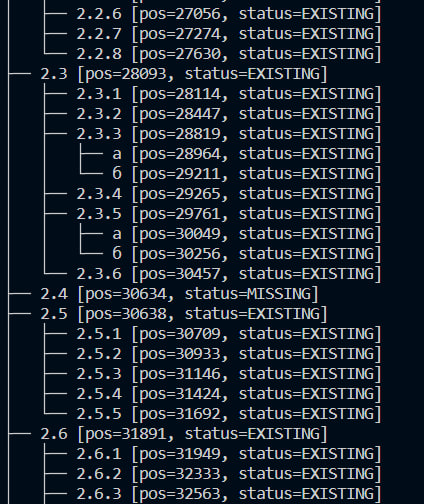 │   ├── 2.2.6 [pos=27056, status=EXISTING]
│   ├── 2.2.7 [pos=27274, status=EXISTING]
│   └── 2.2.8 [pos=27630, status=EXISTING]
├── 2.3 [pos=28093, status=EXISTING]
│   ├── 2.3.1 [pos=28114, status=EXISTING]
│   ├── 2.3.2 [pos=28447, status=EXISTING]
│   ├── 2.3.3 [pos=28819, status=EXISTING]
│   │   ├── а [pos=28964, status=EXISTING]
│   │   └── б [pos=29211, status=EXISTING]
│   ├── 2.3.4 [pos=29265, status=EXISTING]
│   ├── 2.3.5 [pos=29761, status=EXISTING]
│   │   ├── а [pos=30049, status=EXISTING]
│   │   └── б [pos=30256, status=EXISTING]
│   └── 2.3.6 [pos=30457, status=EXISTING]
├── 2.4 [pos=30634, status=MISSING]
├── 2.5 [pos=30638, status=EXISTING]
│   ├── 2.5.1 [pos=30709, status=EXISTING]
│   ├── 2.5.2 [pos=30933, status=EXISTING]
│   ├── 2.5.3 [pos=31146, status=EXISTING]
│   ├── 2.5.4 [pos=31424, status=EXISTING]
│   └── 2.5.5 [pos=31692, status=EXISTING]
├── 2.6 [pos=31891, status=EXISTING]
│   ├── 2.6.1 [pos=31949, status=EXISTING]
│   ├── 2.6.2 [pos=32333, status=EXISTING]
│   ├── 2.6.3 [pos=32563, status=EXISTING]